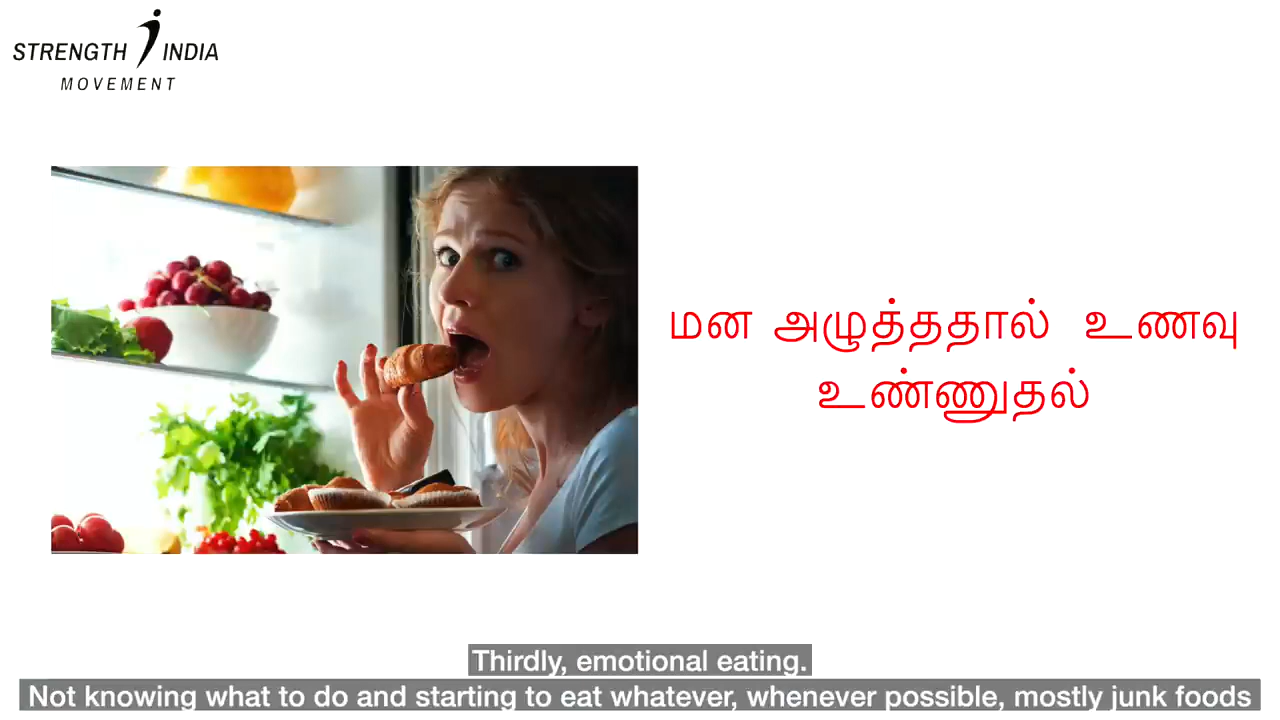 STRENGTH INDIA
MOVEMENT
மன அழுத்ததால் உணவு
உண்ணுதல்
Thirdly, emotional eating.
Not knowing what to do and starting to eat whatever, whenever possible, mostly junk foods